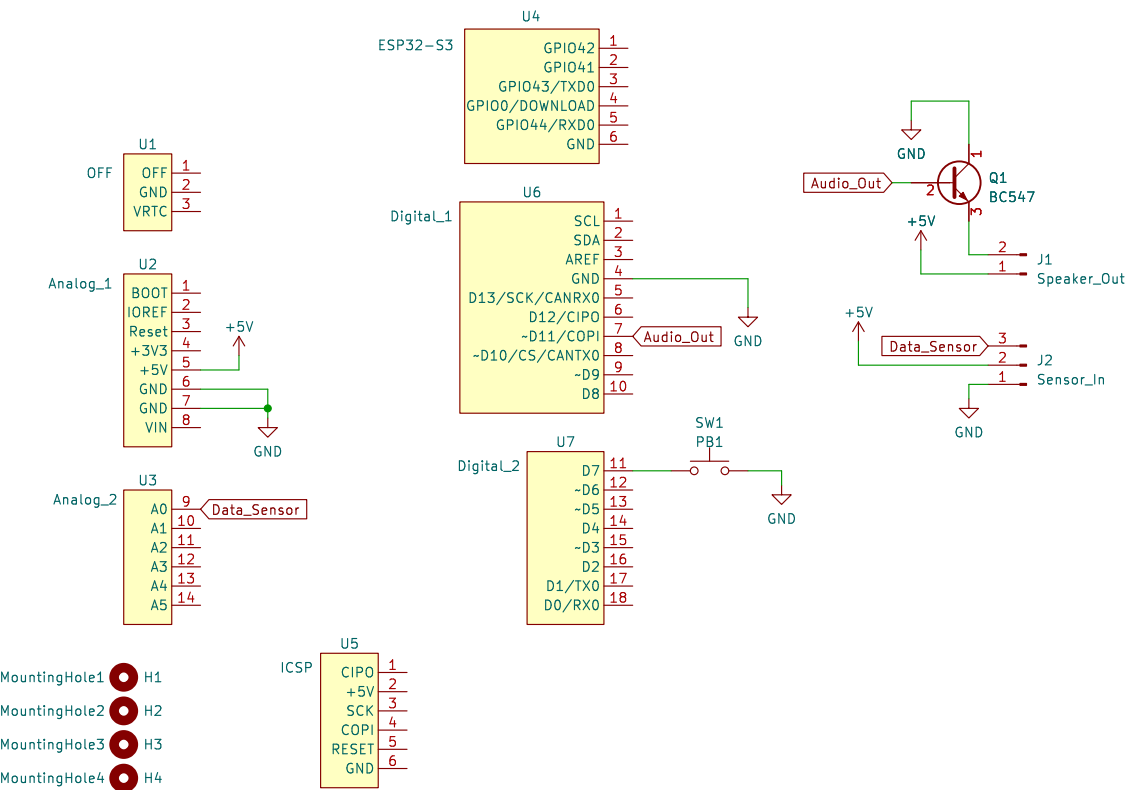 U4
ESP32-S3
GPIO42 1
GPIO41 2
GPIO43/TXD0 3
GPIO0/DOWNLOAD 4
GPIO44/RXD0 5
GND 6
U1
OFF
OFF 1
GND 2
VRTC 3
U6
Digital_1
SCL 1
SDA 2
AREF 3
GND 4
D13/SCK/CANRX0 5
D12/CIPO 6
~D11/COPI 7
Audio_Out
~D10/CS/CANTX0 8
~D9 9
D8 10
GND
U2
Analog_1
BOOT 1
IOREF 2
Reset 3
+3V3 4
+5V 5
GND 6
GND 7
VIN 8
+5V
GND
GND
Audio_Out
1
2
3
Q1
BC547
+5V
2
1
J1
Speaker_Out
+5V
Data_Sensor
3
2
1
J2
Sensor_In
GND
U7
Digital_2
D7 11
~D6 12
~D5 13
D4 14
~D3 15
D2 16
D1/TX0 17
D0/RX0 18
SW1
PB1
GND
U3
Analog_2
A0 9
Data_Sensor
A1 10
A2 11
A3 12
A4 13
A5 14
U5
ICSP
CIPO 1
+5V 2
SCK 3
COPI 4
RESET 5
GND 6
MountingHole1 H1
MountingHole2 H2
MountingHole3 H3
MountingHole4 H4